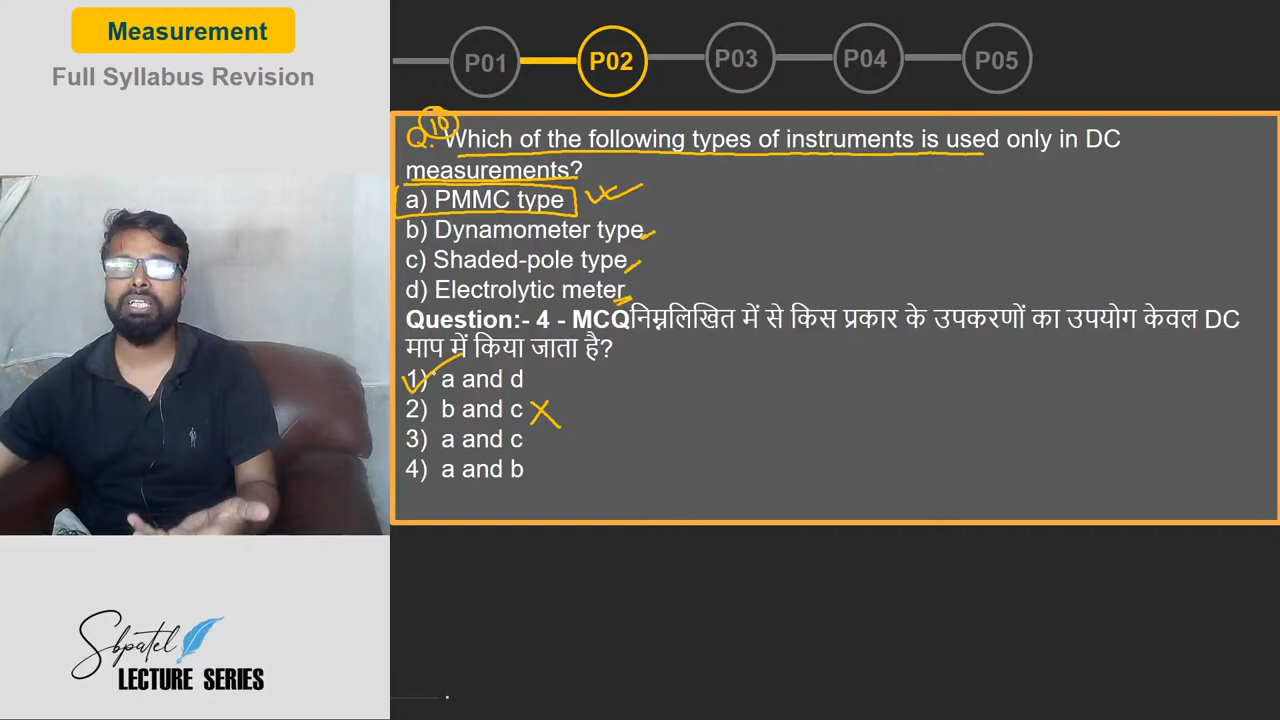 Measurement
Full Syllabus Revision
P01 P02 P03 P04 P05
10
Q. Which of the following types of instruments is used only in DC
measurements?
a) PMMC type
b) Dynamometer type
c) Shaded-pole type
d) Electrolytic meter
Question:- 4 - MCQनिम्नलिखित में से किस प्रकार के उपकरणों का उपयोग केवल DC
माप में किया जाता है?
1) a and d
2) b and c
3) a and c
4) a and b
Sbpatel
LECTURE SERIES